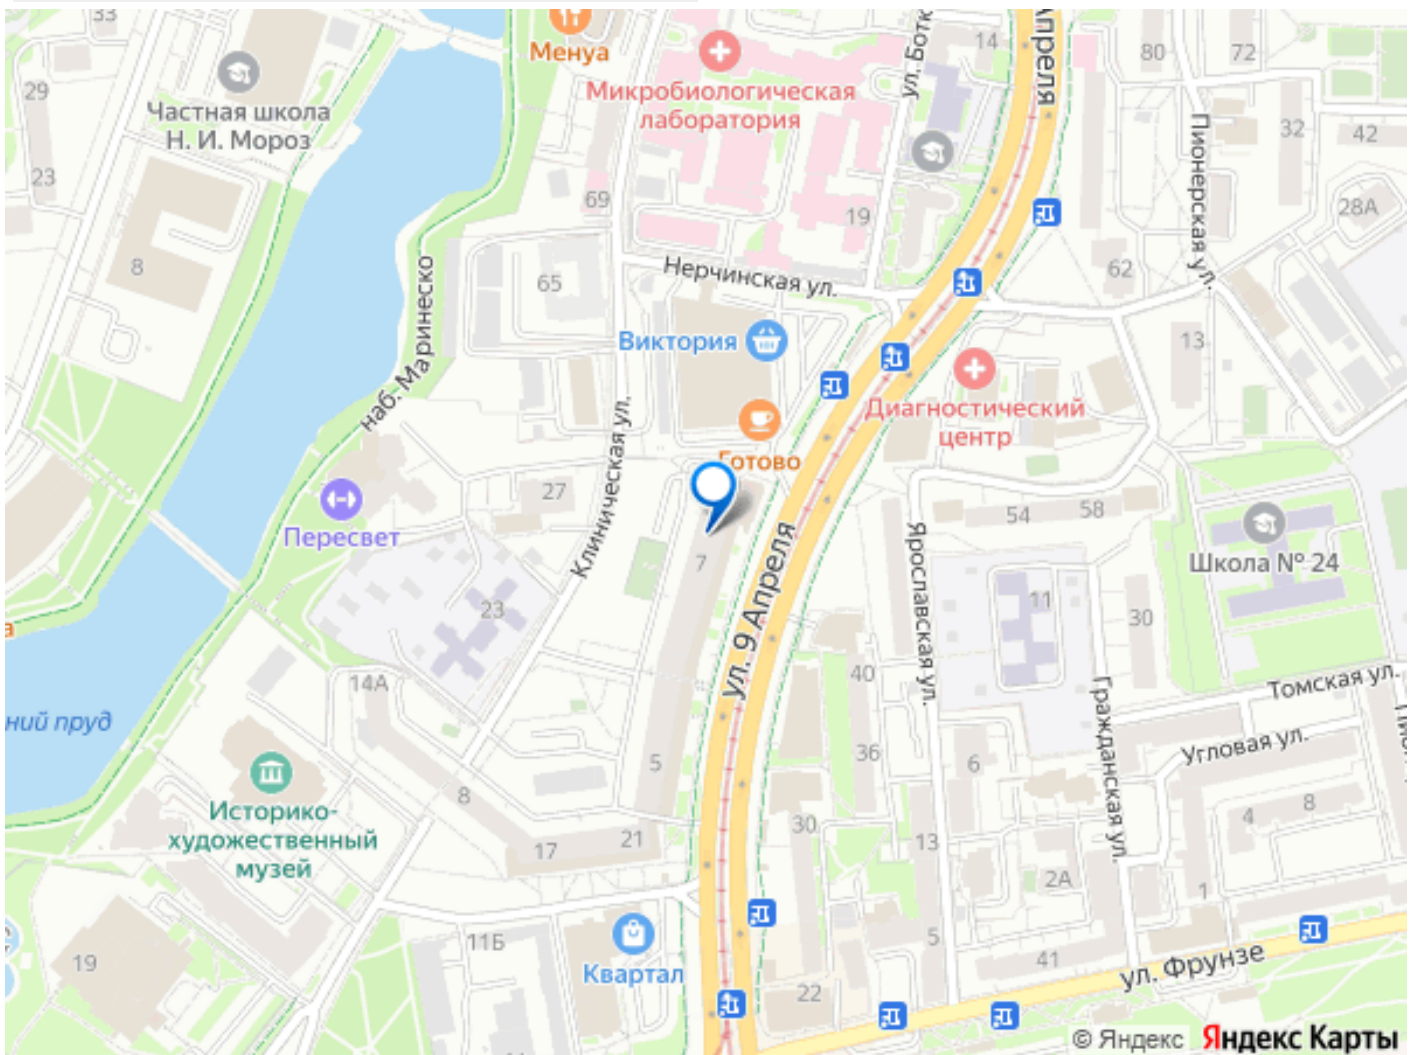 33
Менуа
14
Апреля
80
72
29
Частная школа
Н. И. Мороз
Микробиологическая
лаборатория
ул. Ботк
Пионерская ул.
32
42
23
69
19
28А
8
65
Нерчинская ул.
62
наб. Маринеско
Виктория
13
Диагностический
центр
Готово
Клиническая ул.
27
Пересвет
54
58
Школа № 24
7
ул. 9 Апреля
Ярославская ул.
23
11
30
а
14А
40
Гражданская ул.
Томская ул.
ний пруд
Угловая ул.
36
5
6
8
4
8
Историко-
художественный
музей
30
13
17
21
2А
1
19
11Б
Квартал
5
41
ул. Фрунзе
22
© Яндекс Яндекс Карты